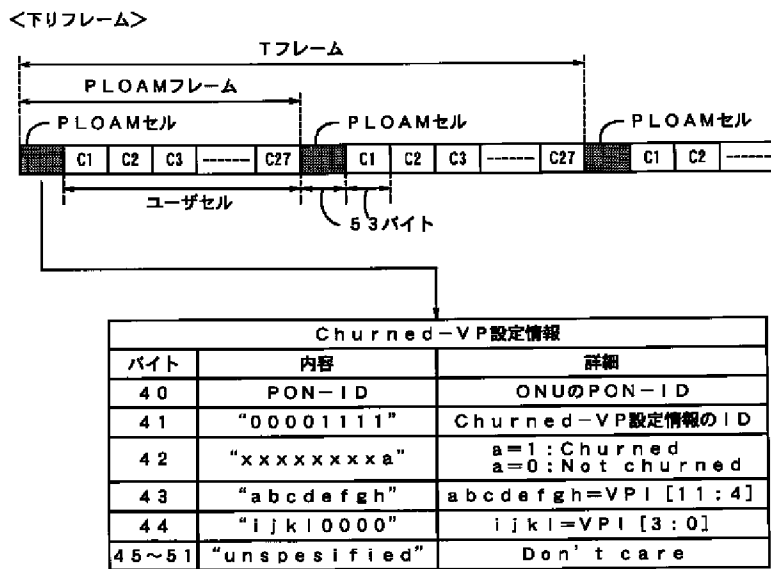 <下りフレーム>
Tフレーム
PLOAMフレーム
PLOAMセル PLOAMセル PLOAMセル
C1 C2 C3 ------ C27 C1 C2 C3 ------ C27 C1 C2 ------
ユーザセル
53バイト
Churned-VP設定情報
バイト 内容 詳細
40 PON-ID ONUのPON-ID
41 “00001111” Churned-VP設定情報のID
42 “xxxxxxxxa” a=1:Churned
a=0:Not churned
43 “abcdefgh” abcdefgh=VPI [11:4]
44 “ijkl0000” ijkl=VPI [3:0]
45~51 “unspesified” Don't care